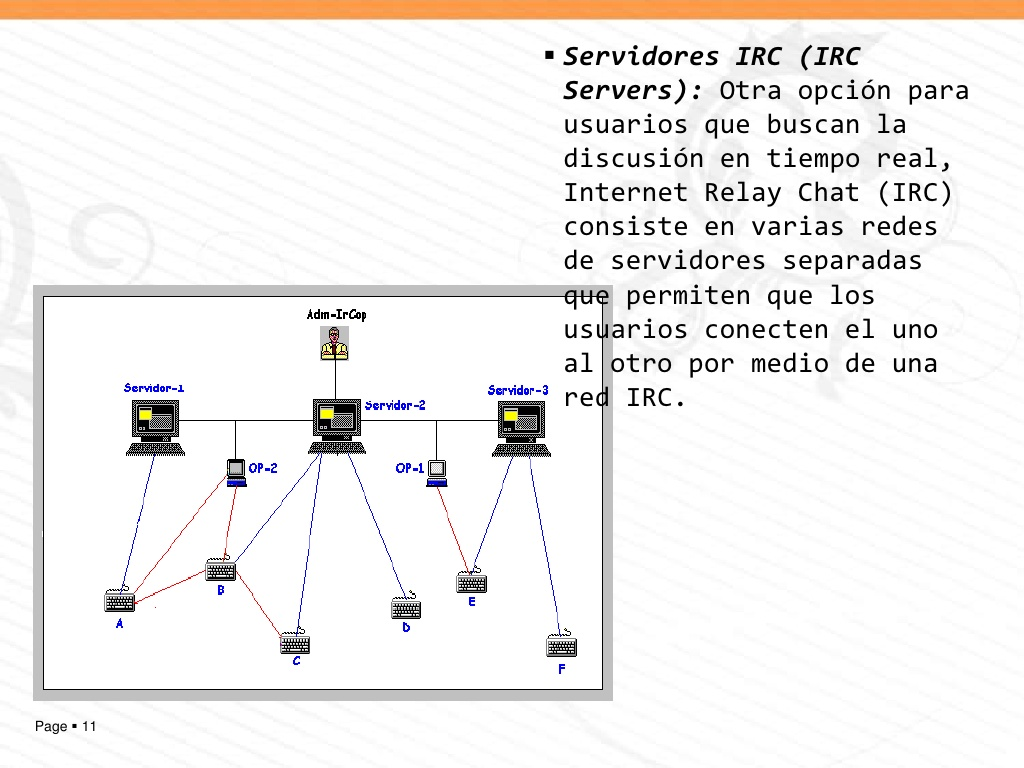 ▪ Servidores IRC (IRC
Servers): Otra opción para
usuarios que buscan la
discusión en tiempo real,
Internet Relay Chat (IRC)
consiste en varias redes
de servidores separadas
que permiten que los
usuarios conecten el uno
al otro por medio de una
red IRC.
Adm-IrCop
Servidor-1
Servidor-2
Servidor-3
OP-2
OP-1
A
B
C
D
E
F
Page ▪ 11